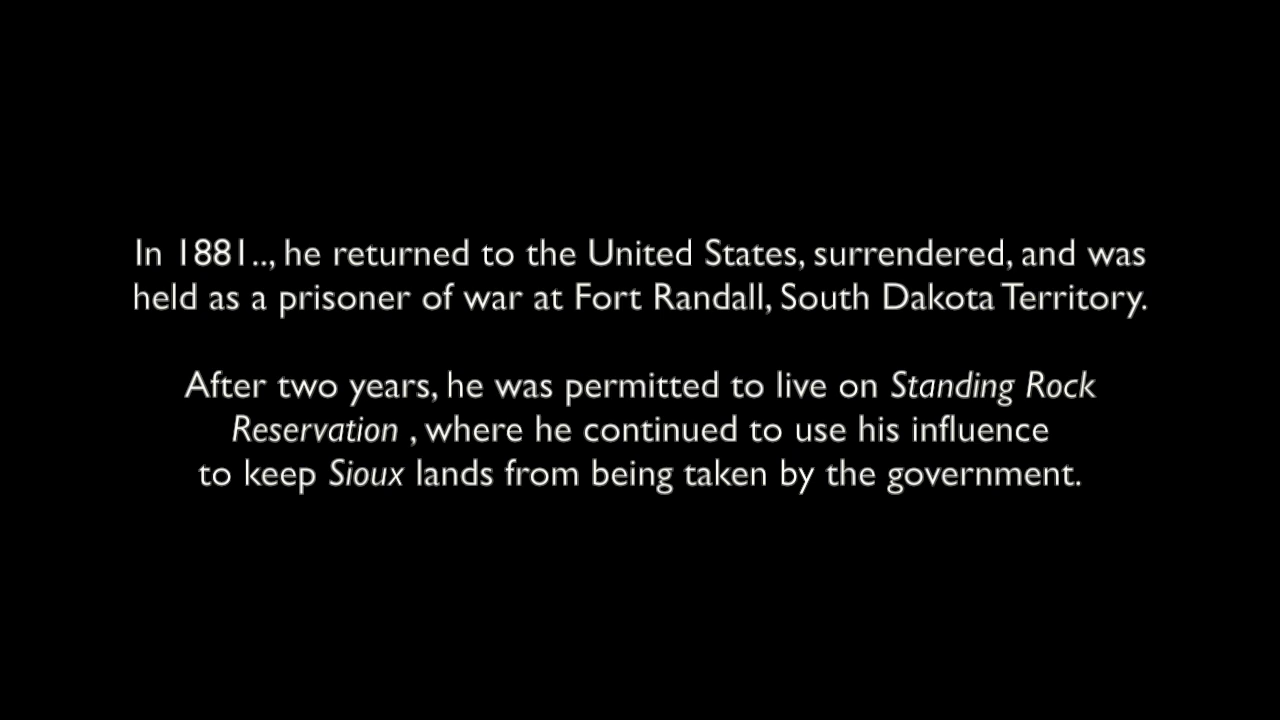 In 1881.., he returned to the United States, surrendered, and was
held as a prisoner of war at Fort Randall, South Dakota Territory.
After two years, he was permitted to live on Standing Rock
Reservation , where he continued to use his influence
to keep Sioux lands from being taken by the government.